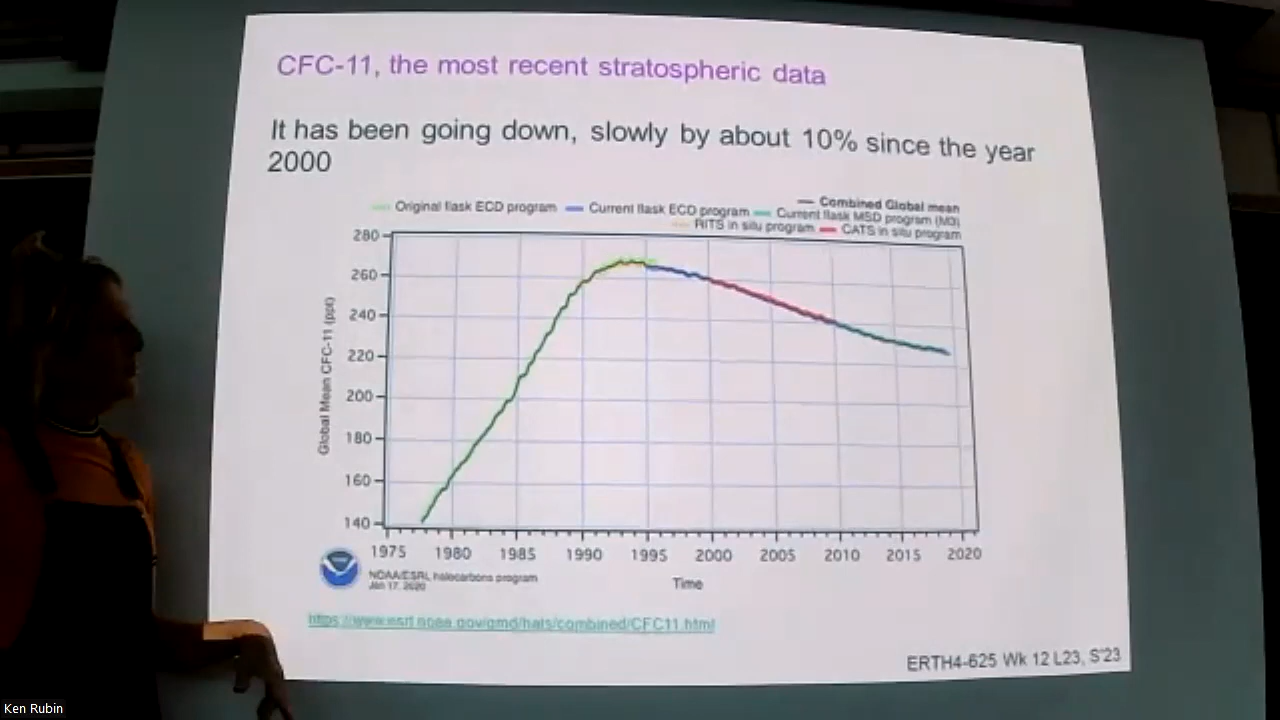 CFC-11, the most recent stratospheric data
It has been going down, slowly by about 10% since the year
2000
Combined Global mean
Original flask ECD program Current flask ECD program Current flask MSD program (M3)
RITS in situ program CATS in situ program
280
260
240
220
200
180
160
140
Global Mean CFC-11 (ppt)
1975 1980 1985 1990 1995 2000 2005 2010 2015 2020
Time
NOAA/ESRL halocarbons program
Jan 17, 2020
https://www.esrl.noaa.gov/gmd/hats/combined/CFC11.html
ERTH4-625 Wk 12 L23, S'23
Ken Rubin